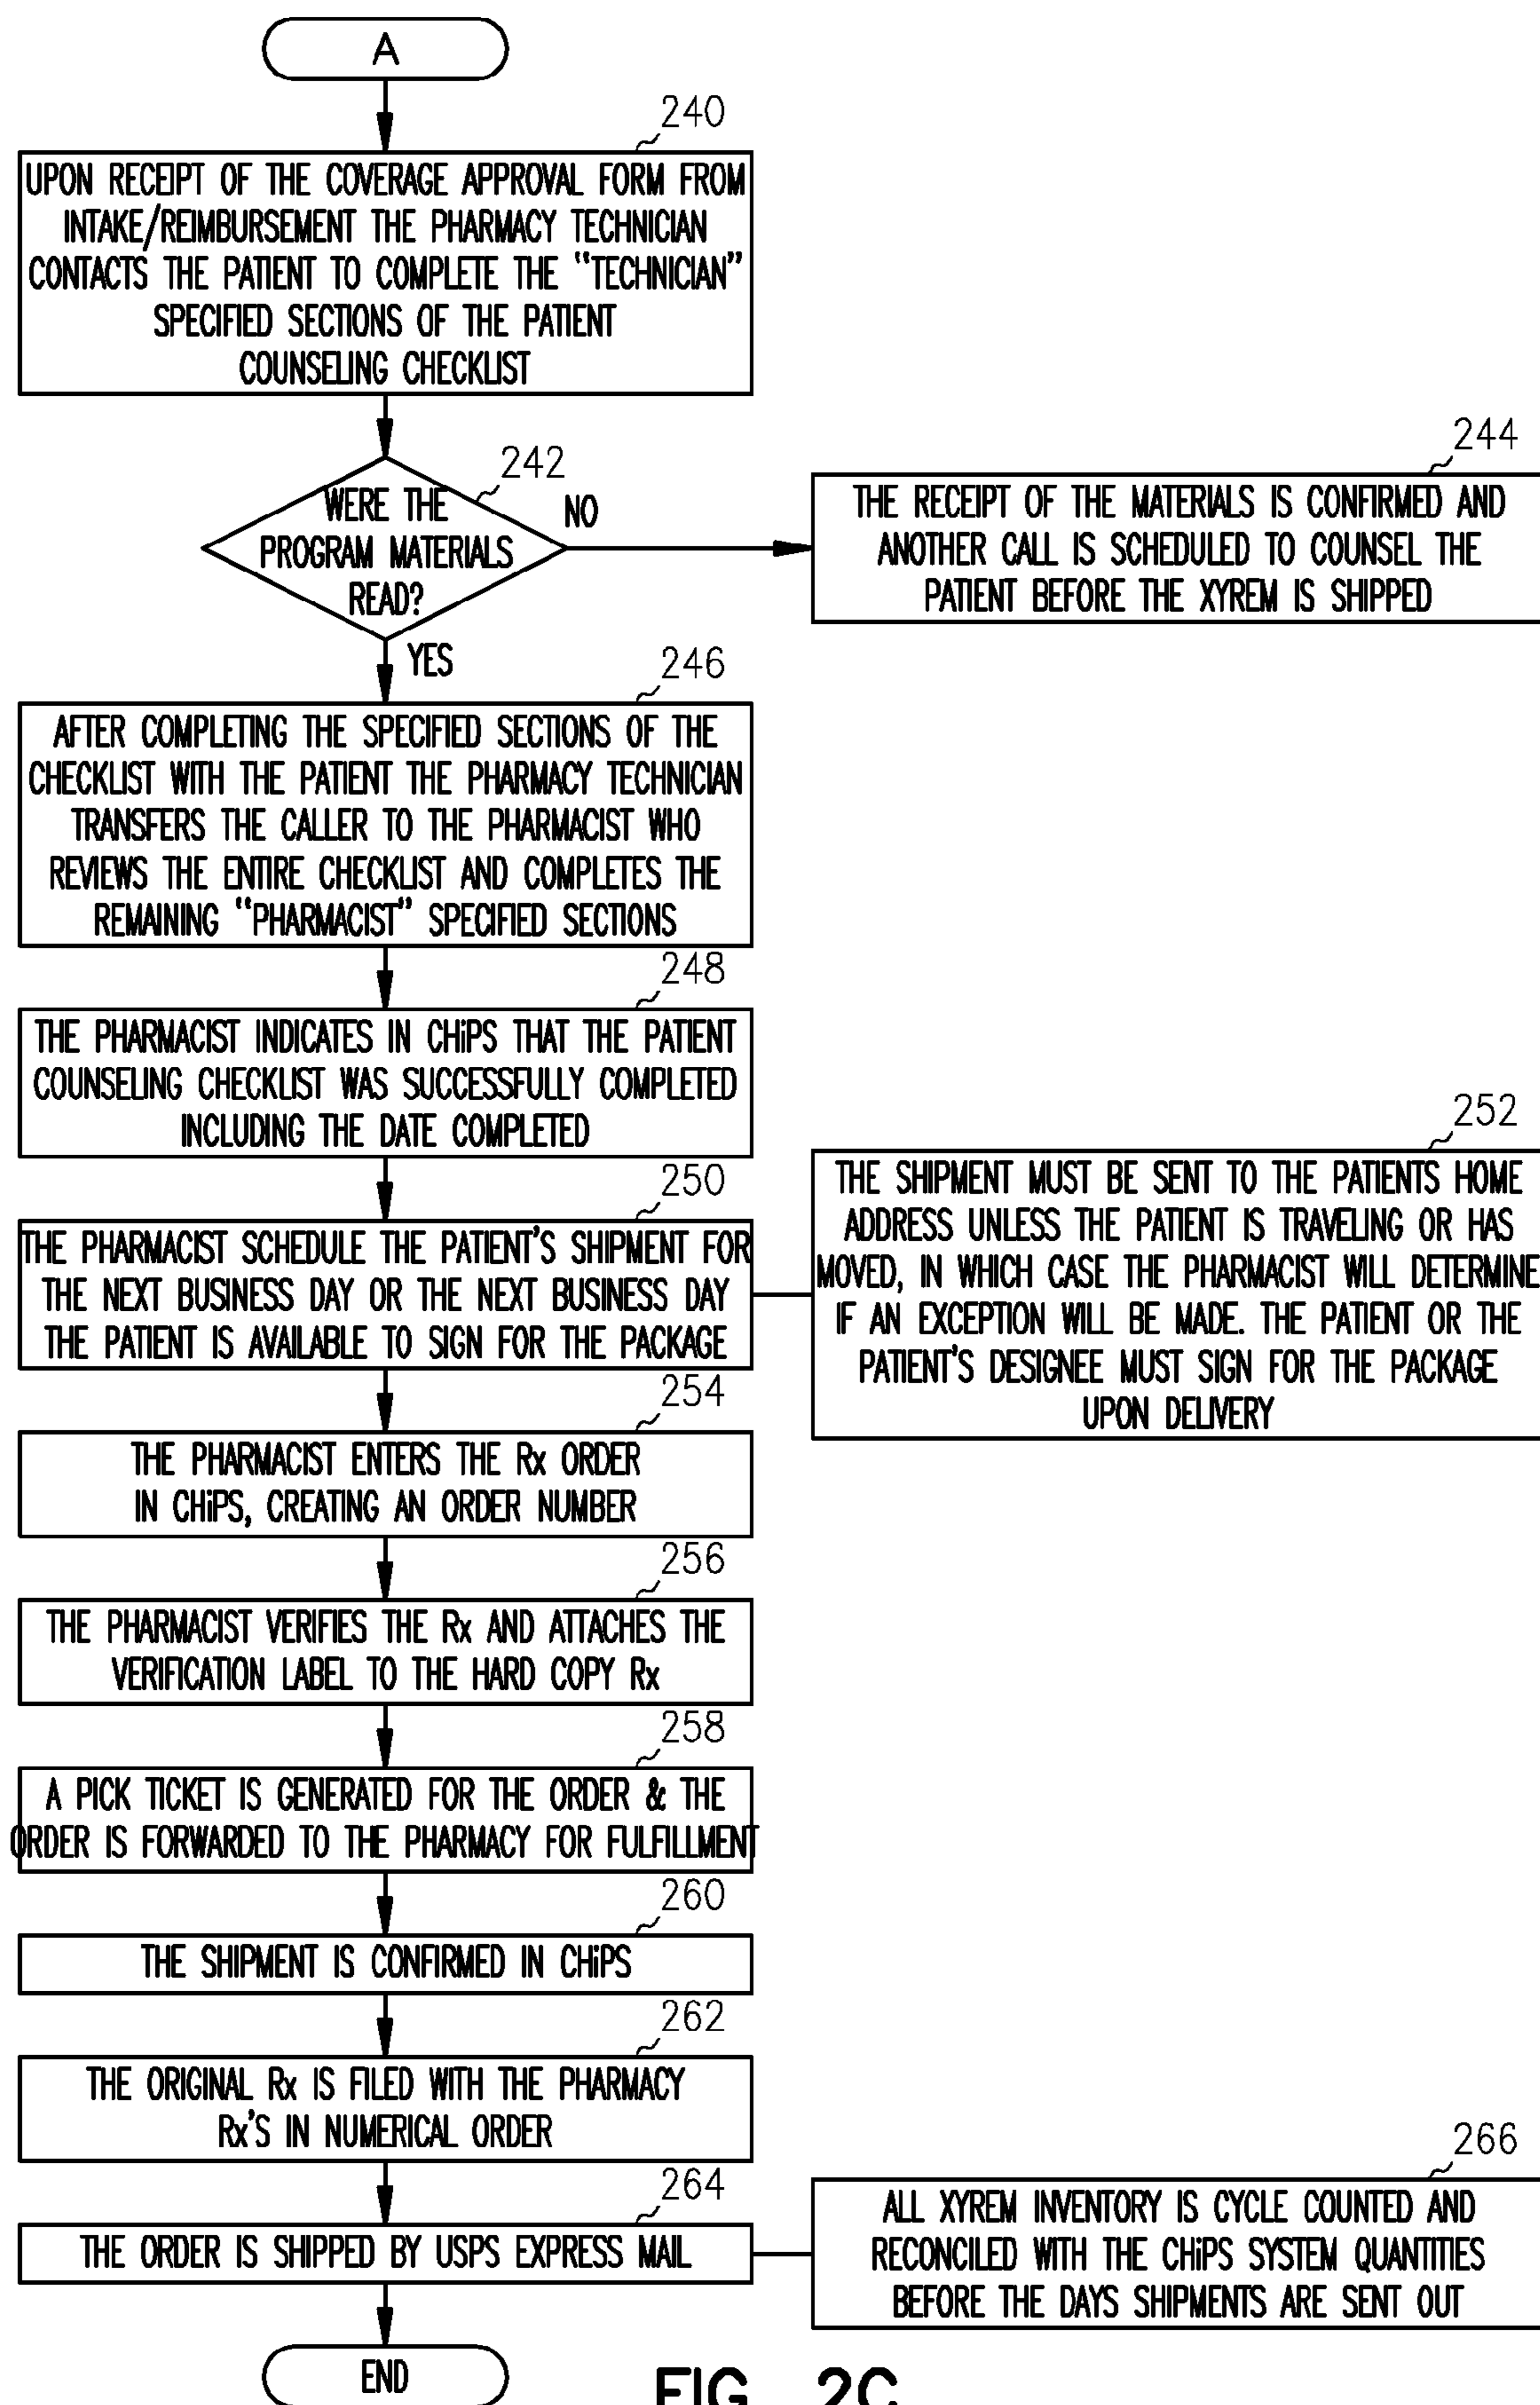 A
240
UPON RECEIPT OF THE COVERAGE APPROVAL FORM FROM
INTAKE/REIMBURSEMENT THE PHARMACY TECHNICIAN
CONTACTS THE PATIENT TO COMPLETE THE "TECHNICIAN"
SPECIFIED SECTIONS OF THE PATIENT
COUNSELING CHECKLIST
242
WERE THE
PROGRAM MATERIALS
READ?
NO
244
THE RECEIPT OF THE MATERIALS IS CONFIRMED AND
ANOTHER CALL IS SCHEDULED TO COUNSEL THE
PATIENT BEFORE THE XYREM IS SHIPPED
YES
246
AFTER COMPLETING THE SPECIFIED SECTIONS OF THE
CHECKLIST WITH THE PATIENT THE PHARMACY TECHNICIAN
TRANSFERS THE CALLER TO THE PHARMACIST WHO
REVIEWS THE ENTIRE CHECKLIST AND COMPLETES THE
REMAINING "PHARMACIST" SPECIFIED SECTIONS
248
THE PHARMACIST INDICATES IN CHiPS THAT THE PATIENT
COUNSELING CHECKLIST WAS SUCCESSFULLY COMPLETED
INCLUDING THE DATE COMPLETED
250
THE PHARMACIST SCHEDULE THE PATIENT'S SHIPMENT FOR
THE NEXT BUSINESS DAY OR THE NEXT BUSINESS DAY
THE PATIENT IS AVAILABLE TO SIGN FOR THE PACKAGE
252
THE SHIPMENT MUST BE SENT TO THE PATIENTS HOME
ADDRESS UNLESS THE PATIENT IS TRAVELING OR HAS
MOVED, IN WHICH CASE THE PHARMACIST WILL DETERMINE
IF AN EXCEPTION WILL BE MADE. THE PATIENT OR THE
PATIENT'S DESIGNEE MUST SIGN FOR THE PACKAGE
UPON DELIVERY
254
THE PHARMACIST ENTERS THE Rx ORDER
IN CHiPS, CREATING AN ORDER NUMBER
256
THE PHARMACIST VERIFIES THE Rx AND ATTACHES THE
VERIFICATION LABEL TO THE HARD COPY Rx
258
A PICK TICKET IS GENERATED FOR THE ORDER & THE
ORDER IS FORWARDED TO THE PHARMACY FOR FULFILLMENT
260
THE SHIPMENT IS CONFIRMED IN CHiPS
262
THE ORIGINAL Rx IS FILED WITH THE PHARMACY
Rx'S IN NUMERICAL ORDER
264
THE ORDER IS SHIPPED BY USPS EXPRESS MAIL
266
ALL XYREM INVENTORY IS CYCLE COUNTED AND
RECONCILED WITH THE CHiPS SYSTEM QUANTITIES
BEFORE THE DAYS SHIPMENTS ARE SENT OUT
END
FIG. 2C